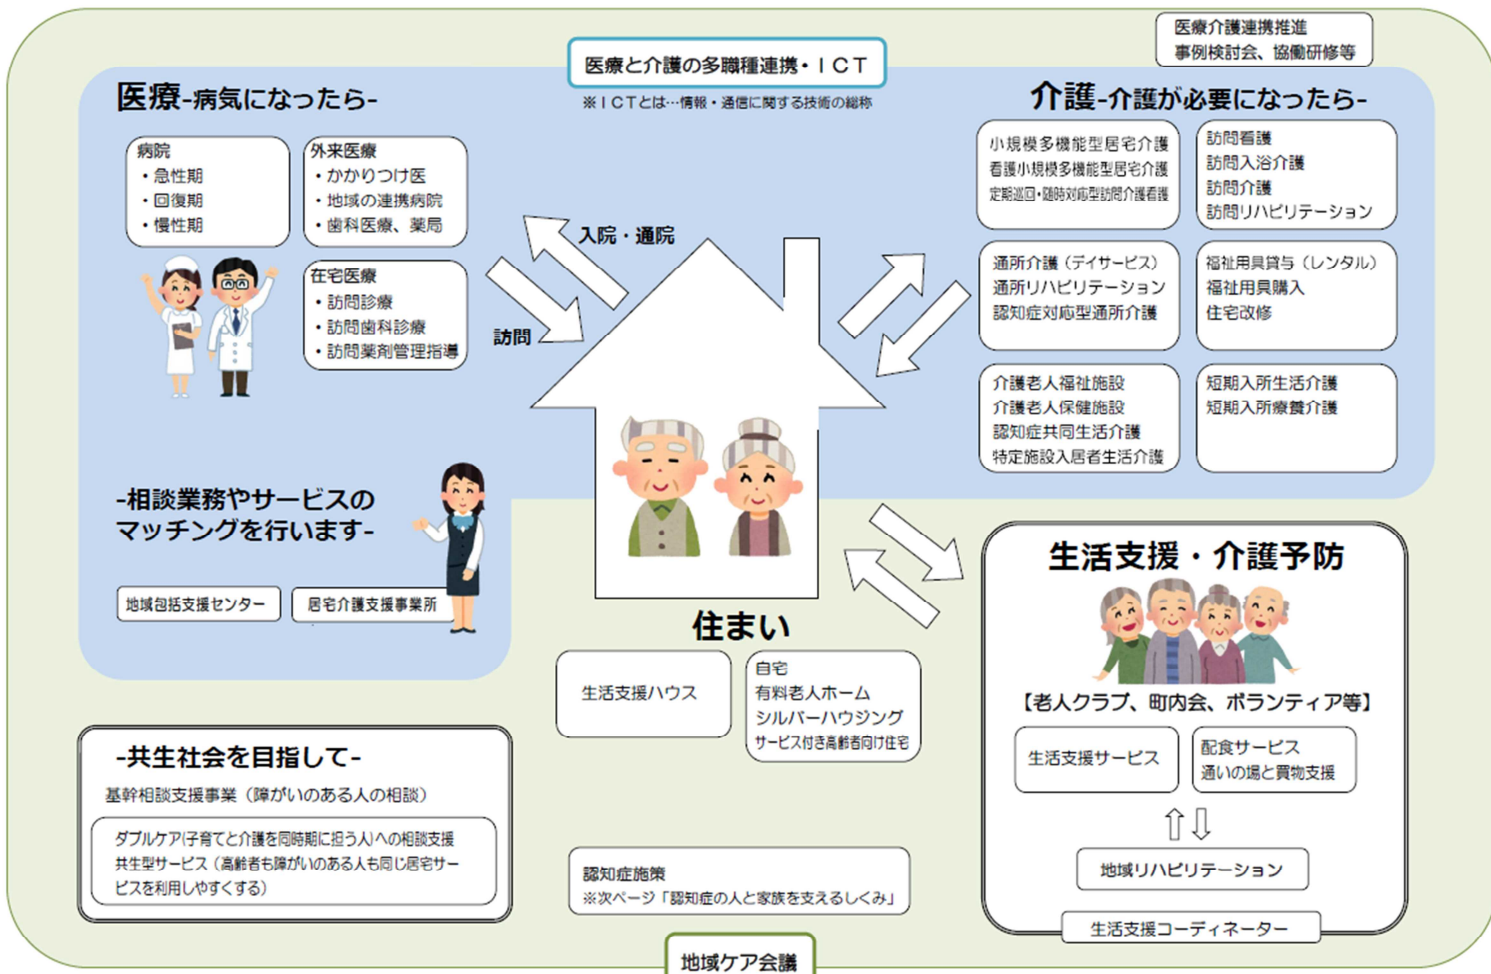 医療介護連携推進
事例検討会、協働研修等
医療と介護の多職種連携・ICT
※ICTとは…情報・通信に関する技術の総称
医療-病気になったら-
病院
・急性期
・回復期
・慢性期
外来医療
・かかりつけ医
・地域の連携病院
・歯科医療、薬局
在宅医療
・訪問診療
・訪問歯科診療
・訪問薬剤管理指導
入院・通院
訪問
介護-介護が必要になったら-
小規模多機能型居宅介護
看護小規模多機能型居宅介護
定期巡回・随時対応型訪問介護看護
訪問看護
訪問入浴介護
訪問介護
訪問リハビリテーション
通所介護（デイサービス）
通所リハビリテーション
認知症対応型通所介護
福祉用具貸与（レンタル）
福祉用具購入
住宅改修
介護老人福祉施設
介護老人保健施設
認知症共同生活介護
特定施設入居者生活介護
短期入所生活介護
短期入所療養介護
-相談業務やサービスの
マッチングを行います-
地域包括支援センター
居宅介護支援事業所
住まい
生活支援ハウス
自宅
有料老人ホーム
シルバーハウジング
サービス付き高齢者向け住宅
生活支援・介護予防
【老人クラブ、町内会、ボランティア等】
生活支援サービス
配食サービス
通いの場と買物支援
地域リハビリテーション
生活支援コーディネーター
-共生社会を目指して-
基幹相談支援事業（障がいのある人の相談）
ダブルケア(子育てと介護を同時期に担う人)への相談支援
共生型サービス（高齢者も障がいのある人も同じ居宅サー
ビスを利用しやすくする）
認知症施策
※次ページ「認知症の人と家族を支えるしくみ」
地域ケア会議